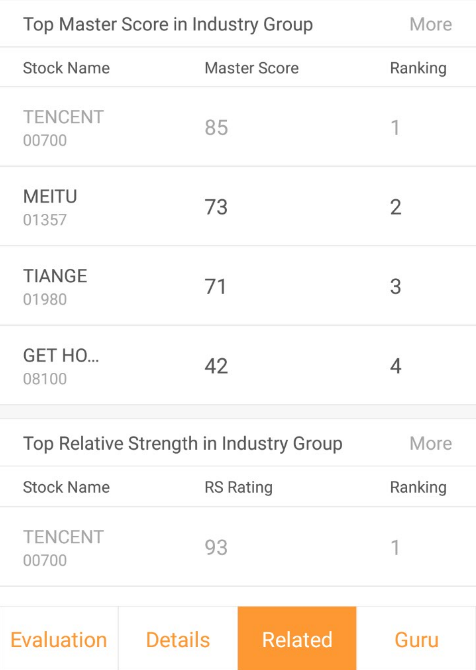 Top Master Score in Industry Group More
Stock Name Master Score Ranking
TENCENT
00700 85 1
MEITU
01357 73 2
TIANGE
01980 71 3
GET HO...
08100 42 4
Top Relative Strength in Industry Group More
Stock Name RS Rating Ranking
TENCENT
00700 93 1
Evaluation Details Related Guru